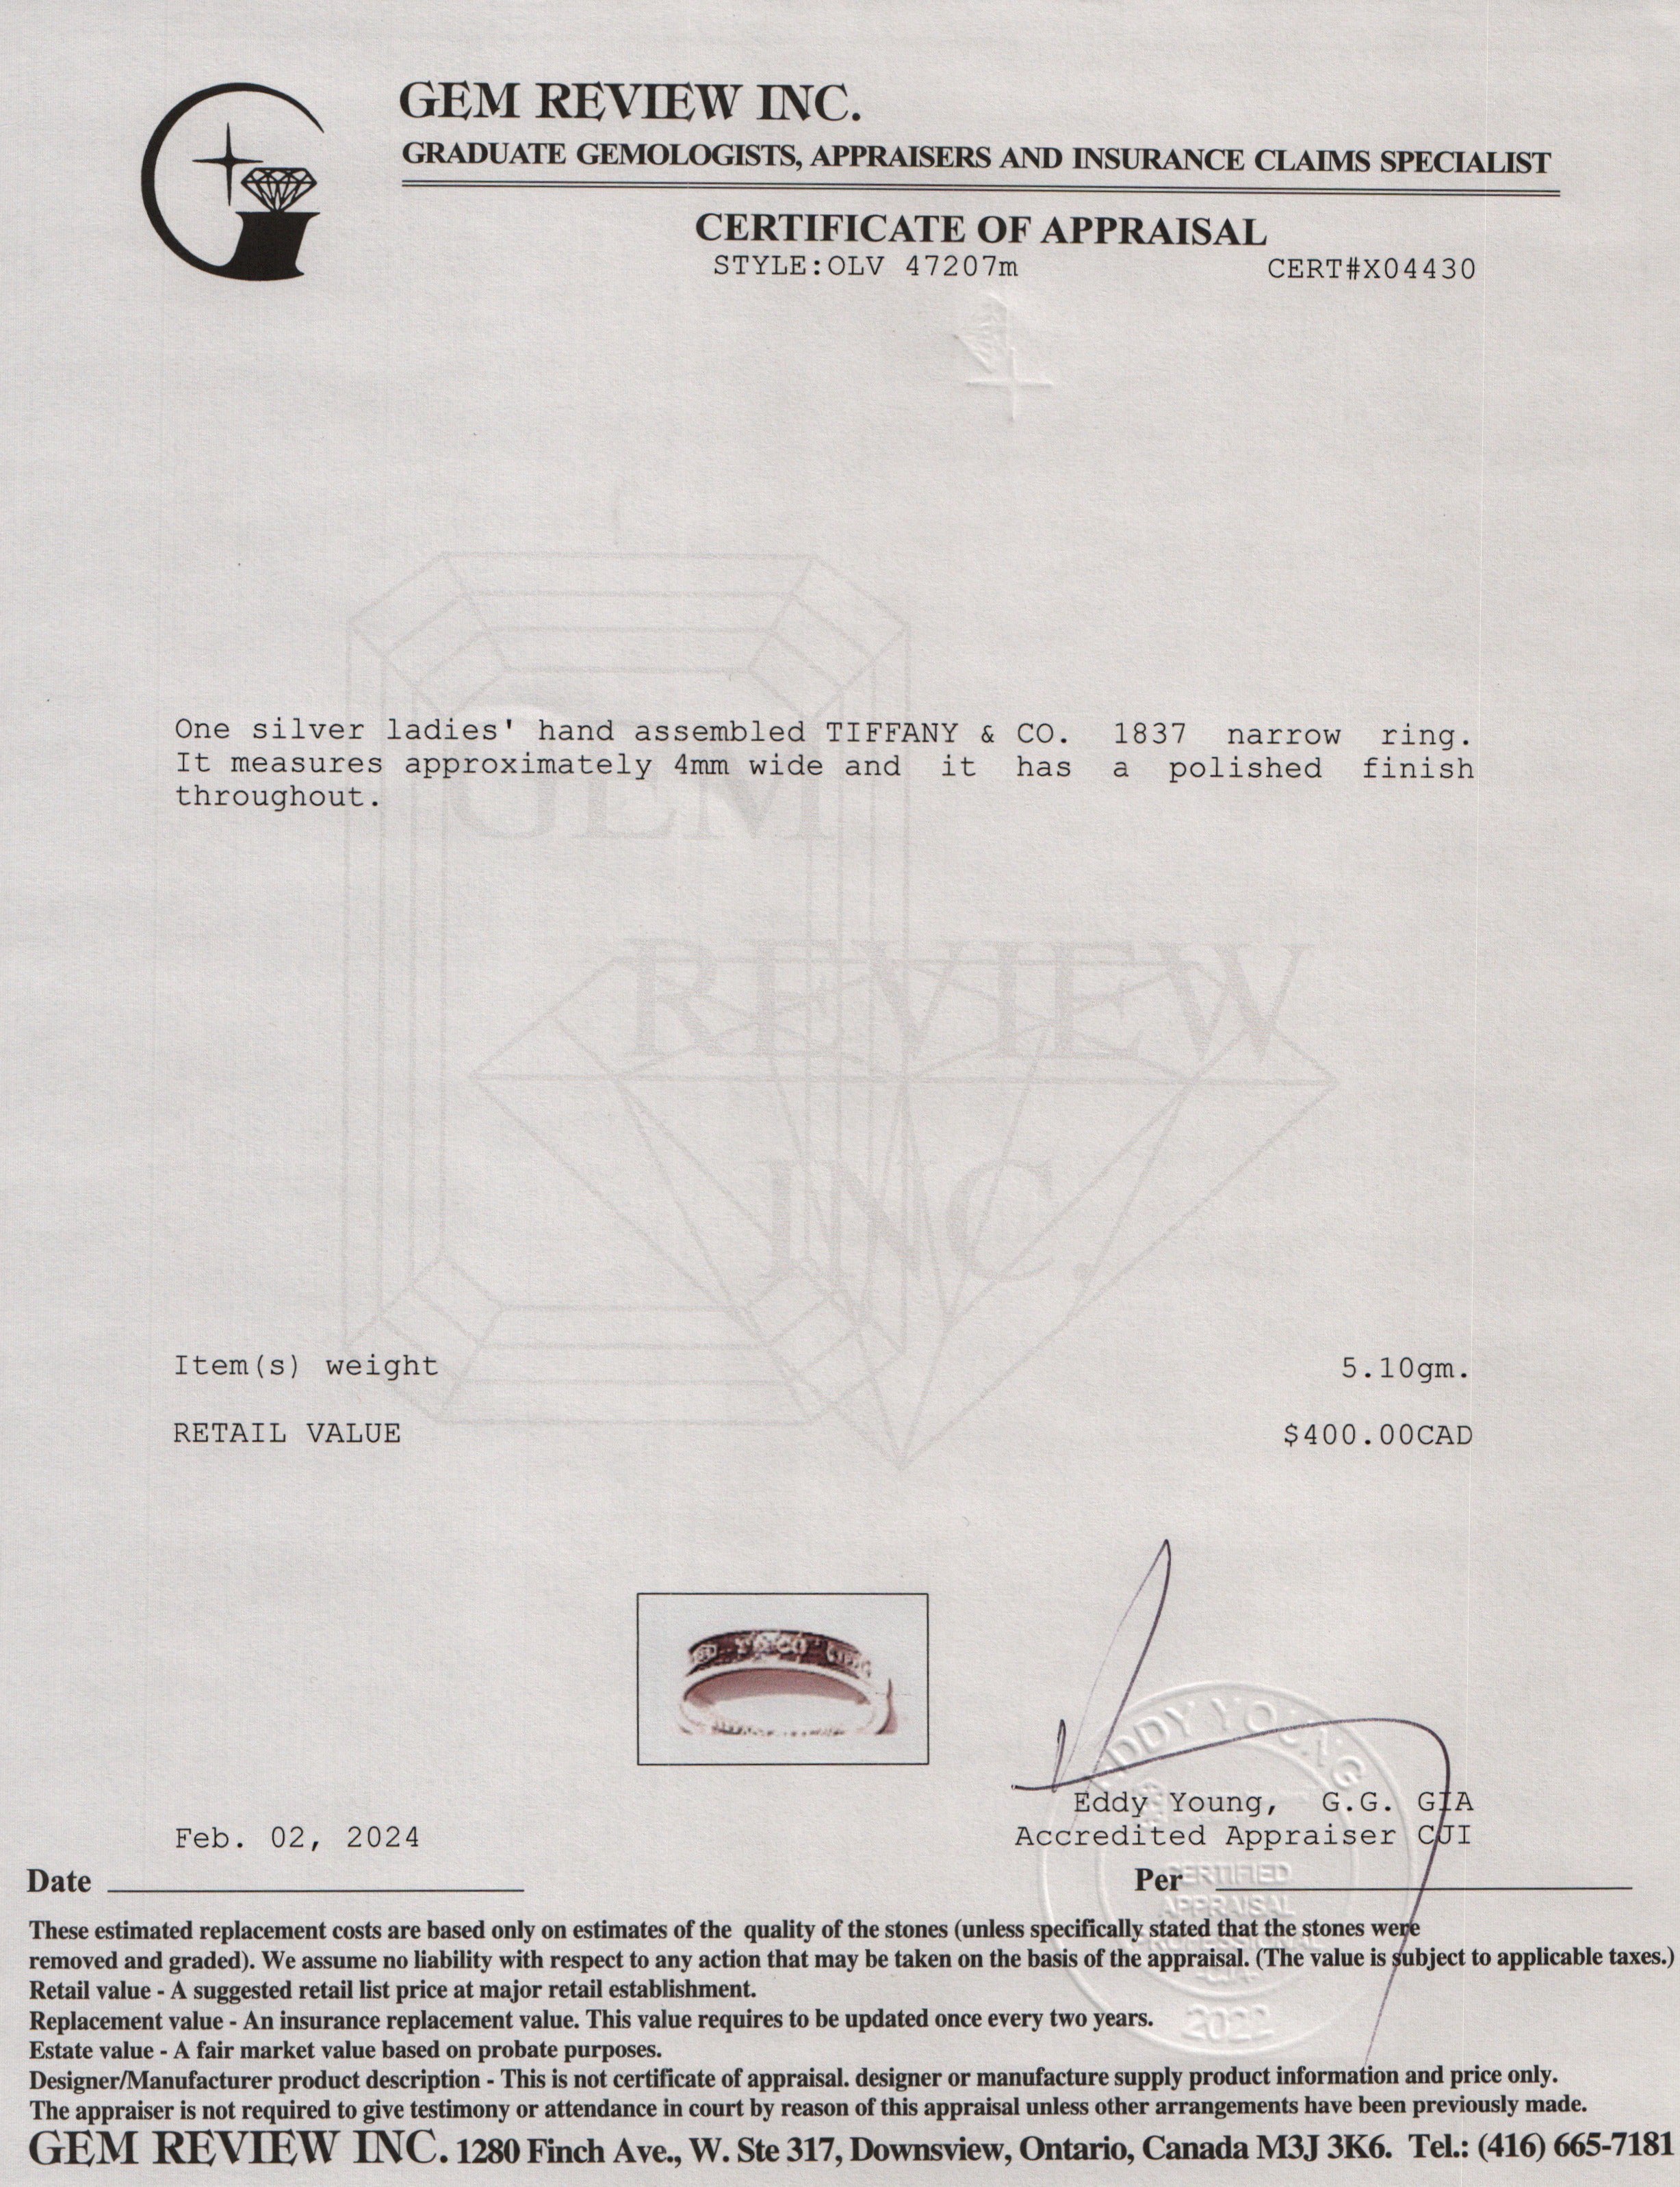 GEM REVIEW INC.
GRADUATE GEMOLOGISTS, APPRAISERS AND INSURANCE CLAIMS SPECIALIST
CERTIFICATE OF APPRAISAL
STYLE:OLV 47207m CERT#X04430
One silver ladies' hand assembled TIFFANY & CO. 1837 narrow ring.
It measures approximately 4mm wide and it has a polished finish
throughout.
GEM
REVIEW
INC.
Item(s) weight 5.10gm.
RETAIL VALUE $400.00CAD
T&CO
EDDY YOUNG
Eddy Young, G.G. GIA
Feb. 02, 2024 Accredited Appraiser CJI
Date Per
CERTIFIED
APPRAISAL
PROFESSIONAL
2022
These estimated replacement costs are based only on estimates of the quality of the stones (unless specifically stated that the stones were
removed and graded). We assume no liability with respect to any action that may be taken on the basis of the appraisal. (The value is subject to applicable taxes.)
Retail value - A suggested retail list price at major retail establishment.
Replacement value - An insurance replacement value. This value requires to be updated once every two years.
Estate value - A fair market value based on probate purposes.
Designer/Manufacturer product description - This is not certificate of appraisal. designer or manufacture supply product information and price only.
The appraiser is not required to give testimony or attendance in court by reason of this appraisal unless other arrangements have been previously made.
GEM REVIEW INC. 1280 Finch Ave., W. Ste 317, Downsview, Ontario, Canada M3J 3K6. Tel.: (416) 665-7181